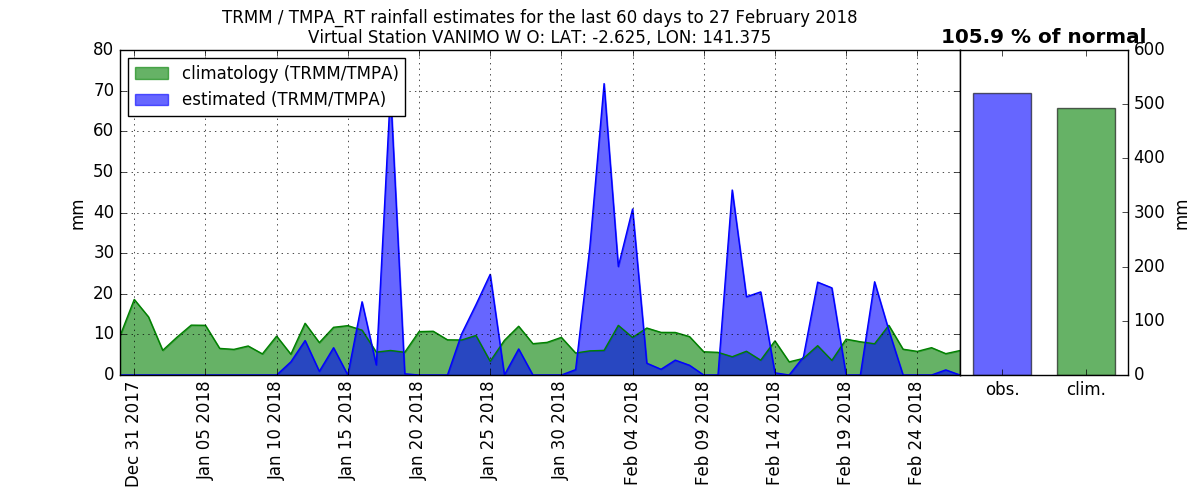 TRMM / TMPA_RT rainfall estimates for the last 60 days to 27 February 2018
Virtual Station VANIMO W O: LAT: -2.625, LON: 141.375
105.9 % of normal
climatology (TRMM/TMPA)
estimated (TRMM/TMPA)
mm
80
70
60
50
40
30
20
10
0
Dec 31 2017
Jan 05 2018
Jan 10 2018
Jan 15 2018
Jan 20 2018
Jan 25 2018
Jan 30 2018
Feb 04 2018
Feb 09 2018
Feb 14 2018
Feb 19 2018
Feb 24 2018
obs.
clim.
600
500
400
300
200
100
0
mm